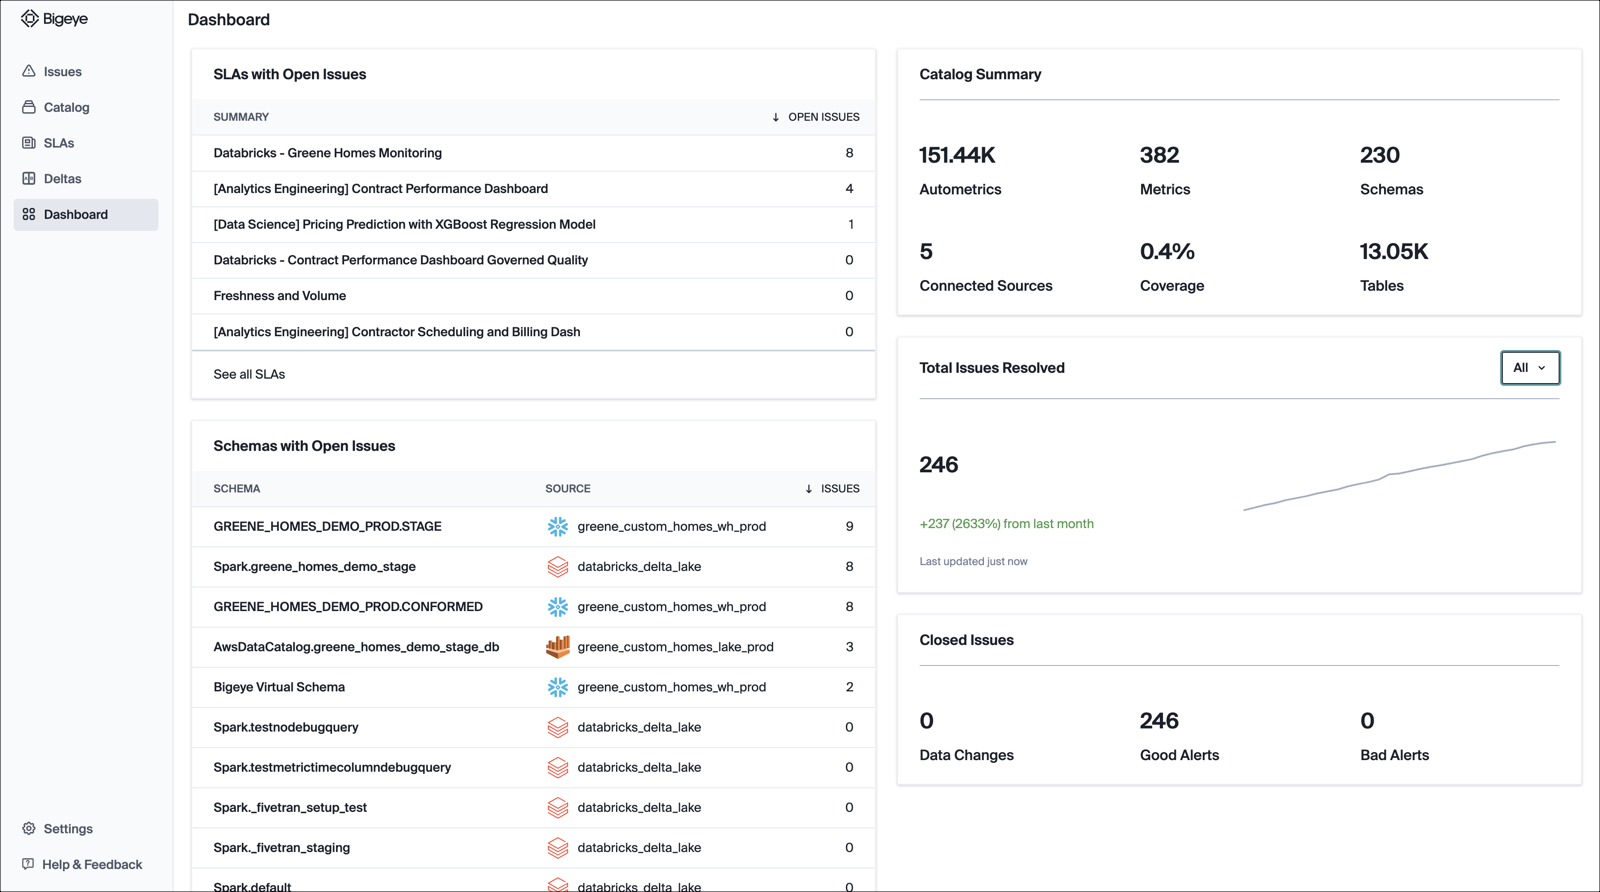 Bigeye
Issues
Catalog
SLAs
Deltas
Dashboard
Settings
Help & Feedback
Dashboard
SLAs with Open Issues
SUMMARY ↓ OPEN ISSUES
Databricks - Greene Homes Monitoring 8
[Analytics Engineering] Contract Performance Dashboard 4
[Data Science] Pricing Prediction with XGBoost Regression Model 1
Databricks - Contract Performance Dashboard Governed Quality 0
Freshness and Volume 0
[Analytics Engineering] Contractor Scheduling and Billing Dash 0
See all SLAs
Schemas with Open Issues
SCHEMA SOURCE ↓ ISSUES
GREENE_HOMES_DEMO_PROD.STAGE greene_custom_homes_wh_prod 9
Spark.greene_homes_demo_stage databricks_delta_lake 8
GREENE_HOMES_DEMO_PROD.CONFORMED greene_custom_homes_wh_prod 8
AwsDataCatalog.greene_homes_demo_stage_db greene_custom_homes_lake_prod 3
Bigeye Virtual Schema greene_custom_homes_wh_prod 2
Spark.testnodebugquery databricks_delta_lake 0
Spark.testmetrictimecolumndebugquery databricks_delta_lake 0
Spark._fivetran_setup_test databricks_delta_lake 0
Spark._fivetran_staging databricks_delta_lake 0
Spark.default databricks_delta_lake 0
Catalog Summary
151.44K 382 230
Autometrics Metrics Schemas
5 0.4% 13.05K
Connected Sources Coverage Tables
Total Issues Resolved All
246
+237 (2633%) from last month
Last updated just now
Closed Issues
0 246 0
Data Changes Good Alerts Bad Alerts